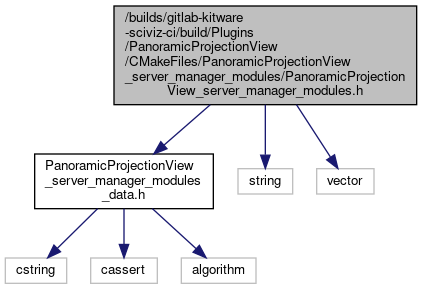 /builds/gitlab-kitware
-sciviz-ci/build/Plugins
/PanoramicProjectionView
/CMakeFiles/PanoramicProjectionView
_server_manager_modules/PanoramicProjection
View_server_manager_modules.h
PanoramicProjectionView
_server_manager_modules
_data.h
string
vector
cstring
cassert
algorithm